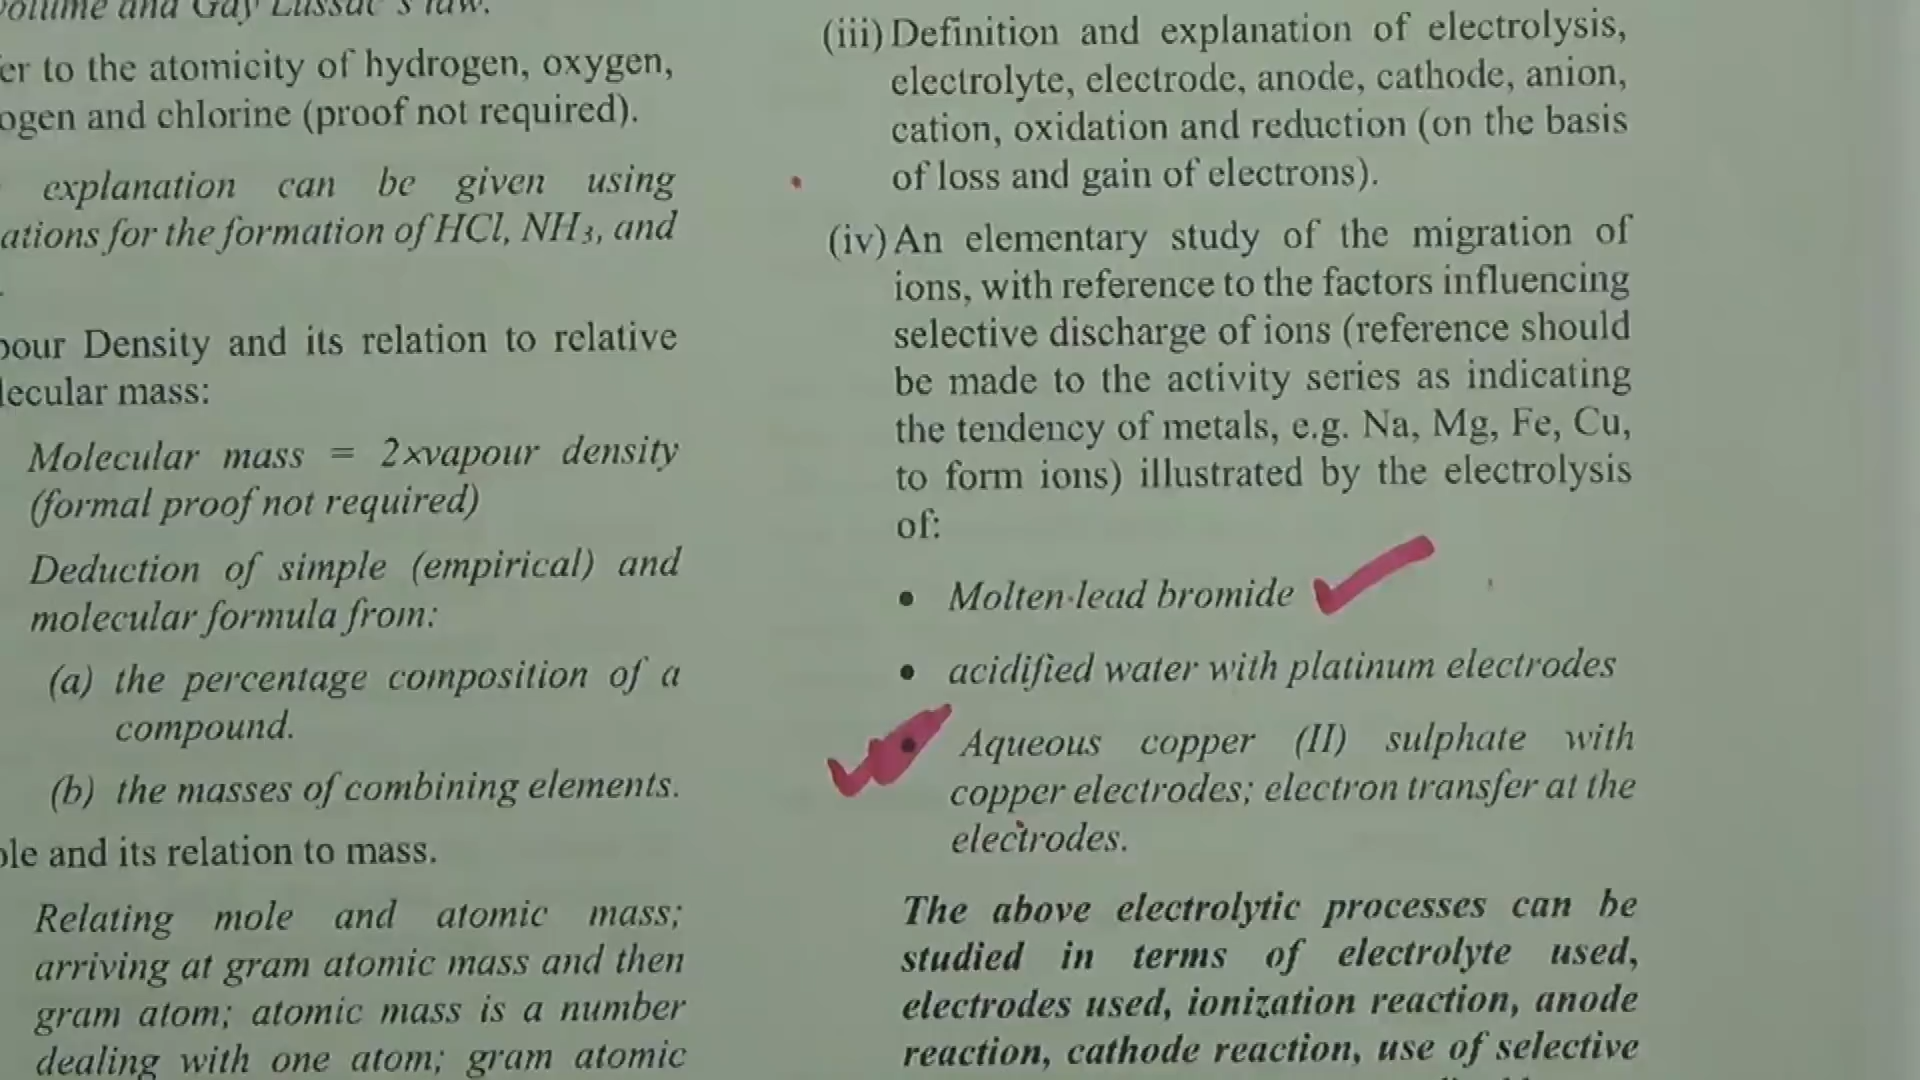 volume and Gay Lussac's law.
er to the atomicity of hydrogen, oxygen,
ogen and chlorine (proof not required).
explanation can be given using
ations for the formation of HCl, NH3, and
our Density and its relation to relative
lecular mass:
Molecular mass = 2xvapour density
(formal proof not required)
Deduction of simple (empirical) and
molecular formula from:
(a) the percentage composition of a
compound.
(b) the masses of combining elements.
ole and its relation to mass.
Relating mole and atomic mass;
arriving at gram atomic mass and then
gram atom; atomic mass is a number
dealing with one atom; gram atomic
(iii) Definition and explanation of electrolysis,
electrolyte, electrode, anode, cathode, anion,
cation, oxidation and reduction (on the basis
of loss and gain of electrons).
(iv) An elementary study of the migration of
ions, with reference to the factors influencing
selective discharge of ions (reference should
be made to the activity series as indicating
the tendency of metals, e.g. Na, Mg, Fe, Cu,
to form ions) illustrated by the electrolysis
of:
• Molten lead bromide
• acidified water with platinum electrodes
• Aqueous copper (II) sulphate with
copper electrodes; electron transfer at the
electrodes.
The above electrolytic processes can be
studied in terms of electrolyte used,
electrodes used, ionization reaction, anode
reaction, cathode reaction, use of selective